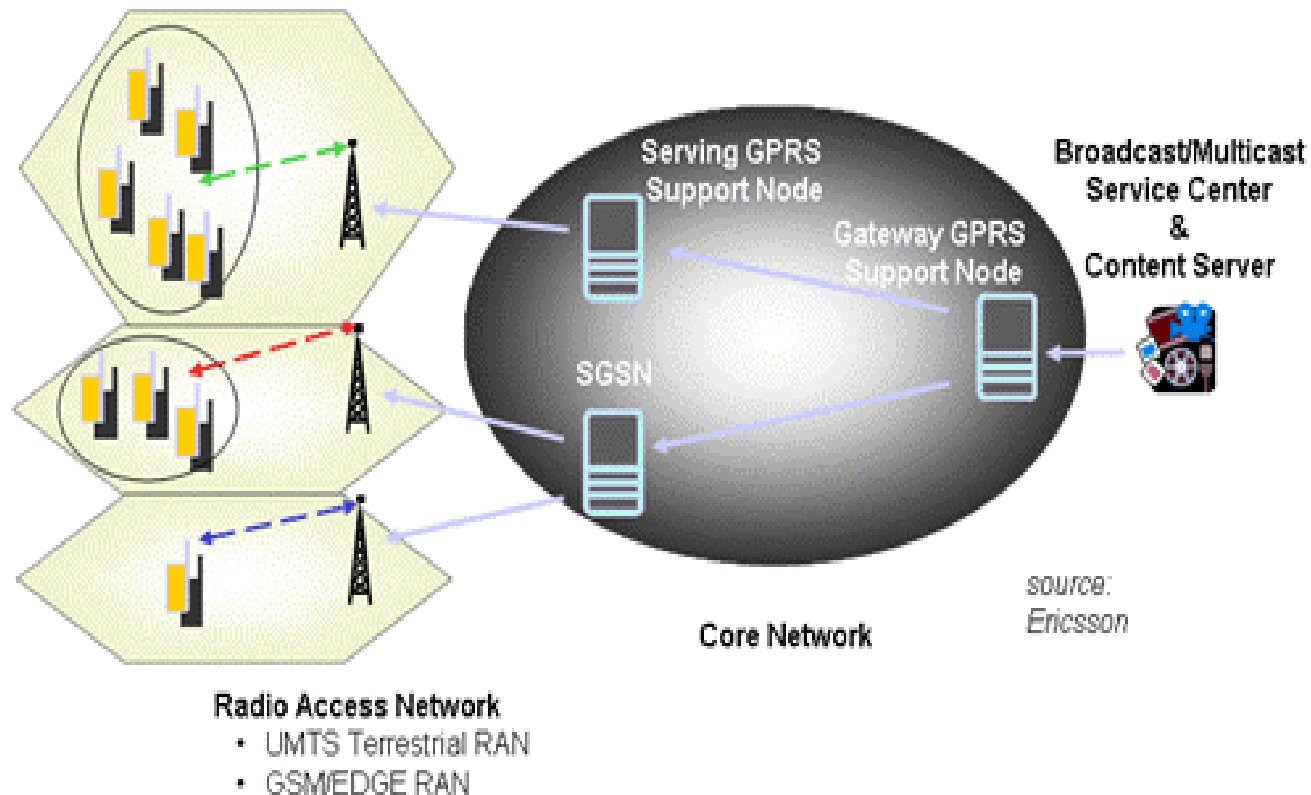 Serving GPRS
Support Node
Gateway GPRS
Support Node
SGSN
Broadcast/Multicast
Service Center
&
Content Server
source:
Ericsson
Core Network
Radio Access Network
• UMTS Terrestrial RAN
• GSM/EDGE RAN